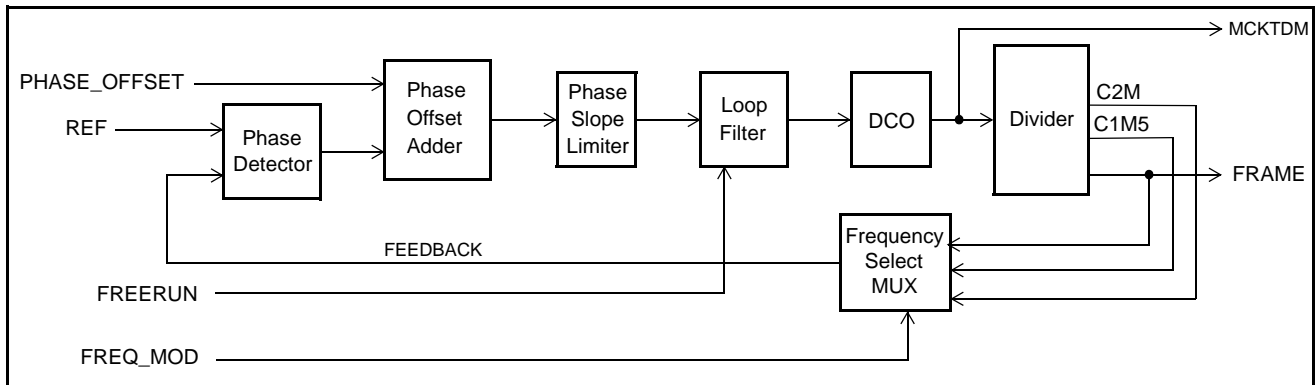 MCKTDM
PHASE_OFFSET
REF
Phase
Detector
Phase
Offset
Adder
Phase
Slope
Limiter
Loop
Filter
DCO
Divider
C2M
C1M5
FRAME
FEEDBACK
Frequency
Select
MUX
FREERUN
FREQ_MOD